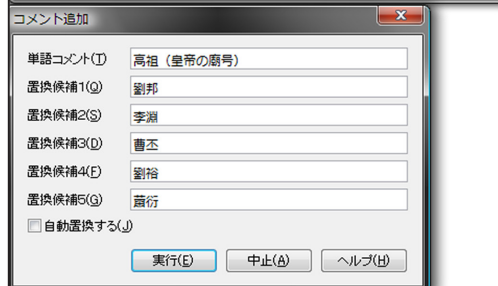 コメント追加
単語コメント(T) 高祖（皇帝の廟号）
置換候補1(Q) 劉邦
置換候補2(S) 李淵
置換候補3(D) 曹丕
置換候補4(F) 劉裕
置換候補5(G) 蕭衍
自動置換する(J)
実行(E) 中止(A) ヘルプ(H)